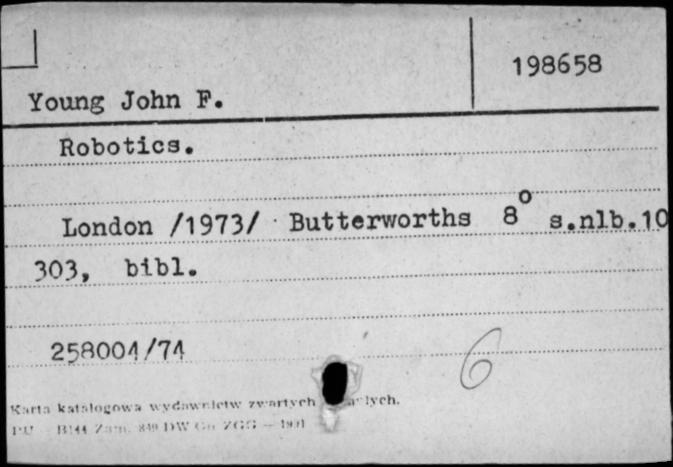 198658
Young John F.
Robotics.
London /1973/ Butterworths 8° s.nlb.10
303, bibl.
258004/74
6
Karta katalogowa wydawnictw zwartych